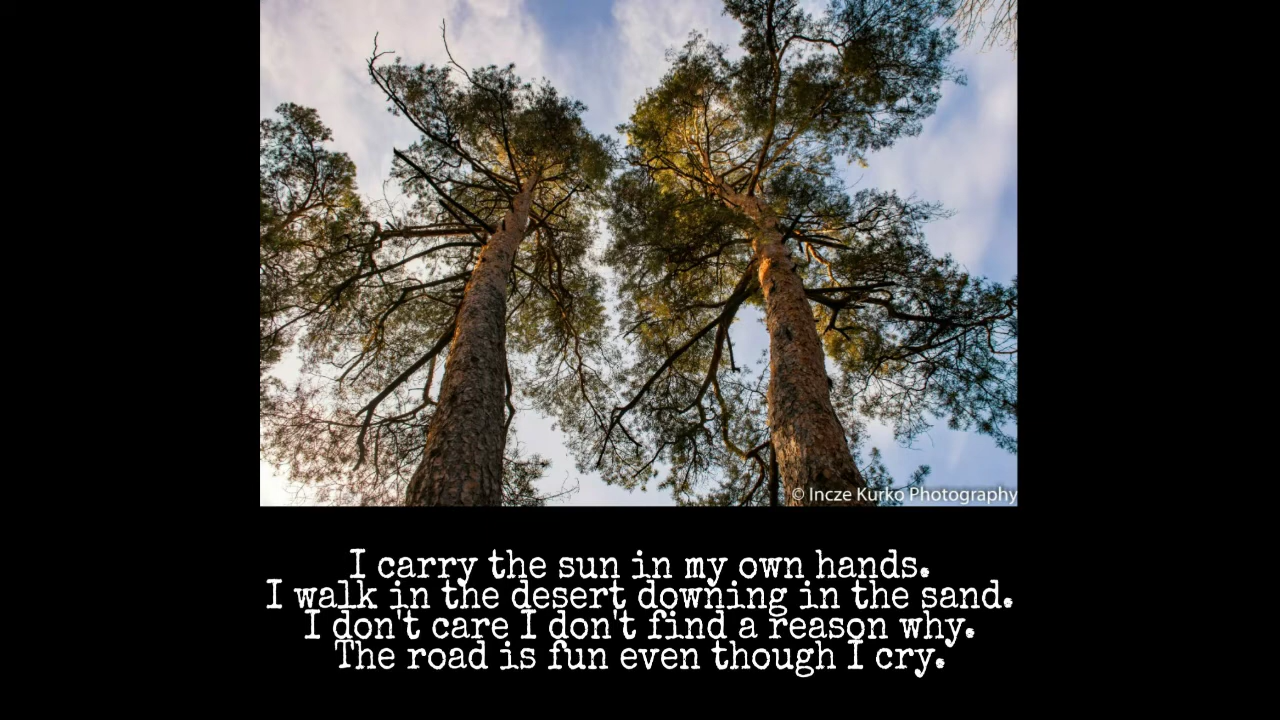 © Incze Kurko Photography
I carry the sun in my own hands.
I walk in the desert downing in the sand.
I don't care I don't find a reason why.
The road is fun even though I cry.